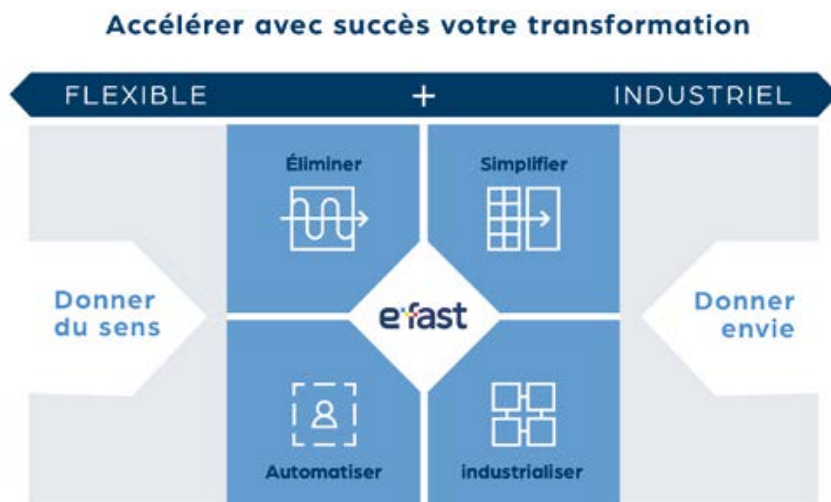 Accélérer avec succès votre transformation
FLEXIBLE + INDUSTRIEL
Éliminer
Simplifier
Donner
du sens
e·fast
Donner
envie
Automatiser
industrialiser